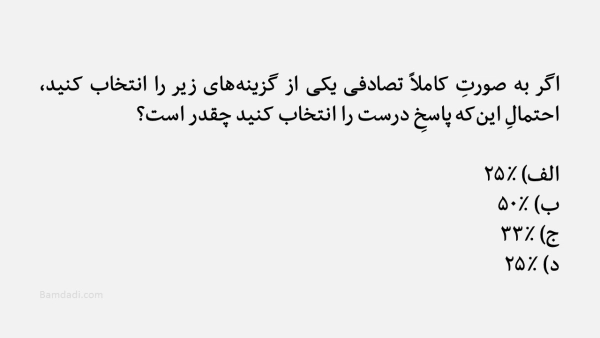 اگر به صورتِ کاملاً تصادفی یکی از گزینه‌های زیر را انتخاب کنید،
احتمالِ این‌که پاسخِ درست را انتخاب کنید چقدر است؟
الف) ۲۵٪
ب) ۵۰٪
ج) ۳۳٪
د) ۲۵٪
Bamdadi.com